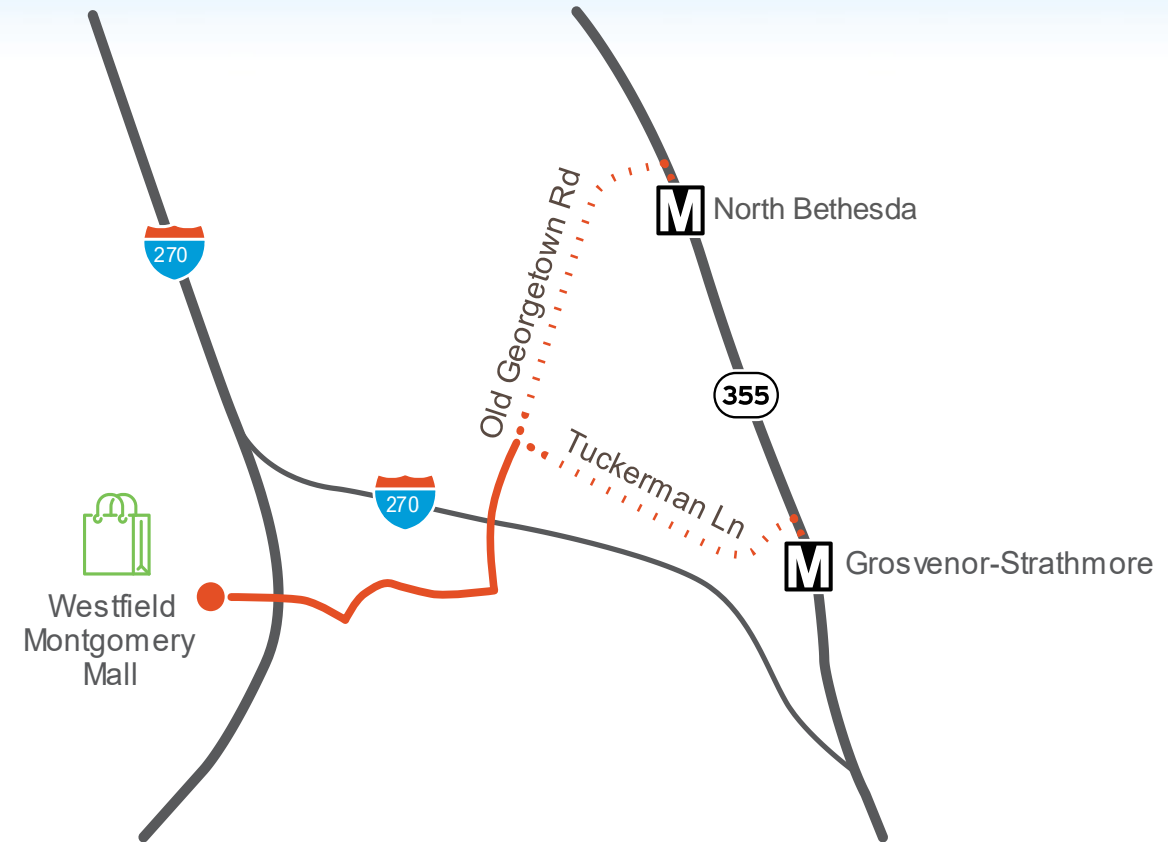 Old Georgetown Rd
M
North Bethesda
270
355
Tuckerman Ln
270
M
Grosvenor-Strathmore
Westfield
Montgomery
Mall